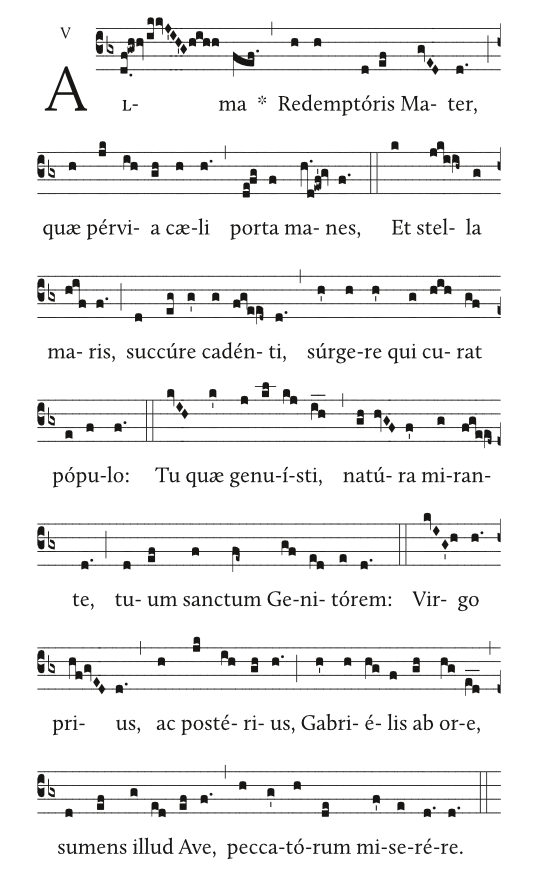 V
AL- ma * Redemptóris Ma- ter,
quæ pérvi- a cæ-li porta ma- nes, Et stel- la
ma- ris, succúre cadén- ti, súrge-re qui cu- rat
pópu-lo: Tu quæ genu-í-sti, natú- ra mi-ran-
te, tu- um sanctum Ge-ni- tórem: Vir- go
pri- us, ac posté- ri- us, Gabri- é- lis ab or-e,
sumens illud Ave, pecca-tó-rum mi-se-ré-re.